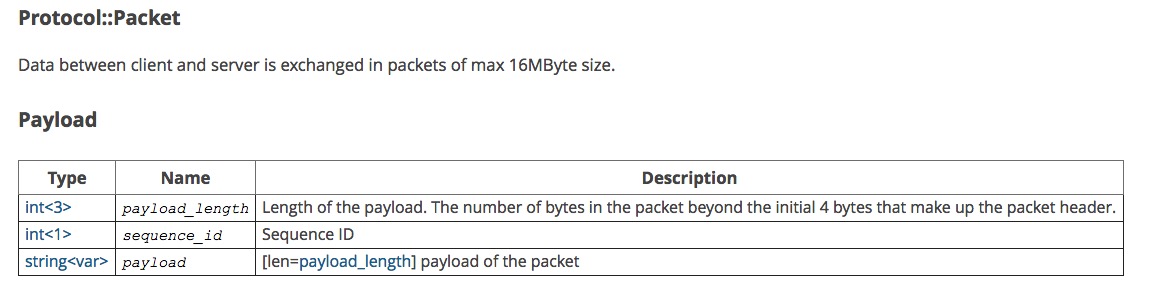 Protocol::Packet
Data between client and server is exchanged in packets of max 16MByte size.
Payload
Type Name Description
int<3> payload_length Length of the payload. The number of bytes in the packet beyond the initial 4 bytes that make up the packet header.
int<1> sequence_id Sequence ID
string<var> payload [len=payload_length] payload of the packet